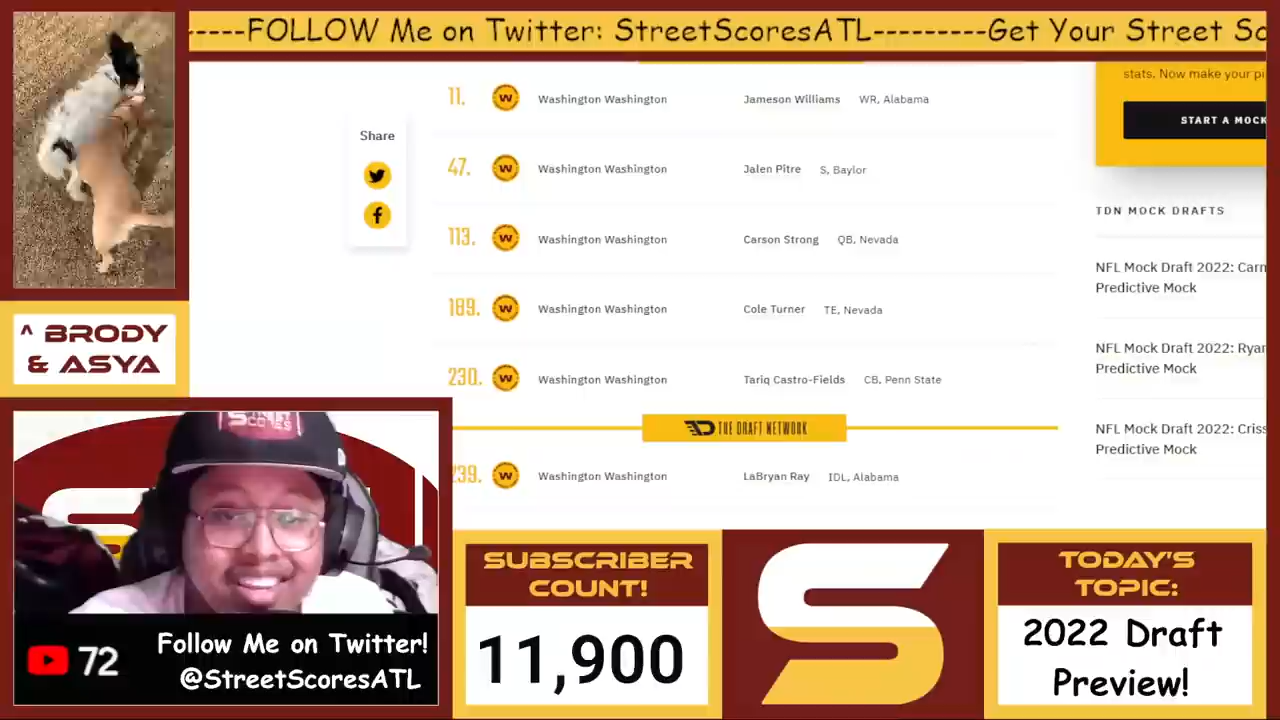 -----FOLLOW Me on Twitter: StreetScoresATL---------Get Your Street Sc
stats. Now make your pi
START A MOCK
11. W Washington Washington Jameson Williams WR, Alabama
Share
47. W Washington Washington Jalen Pitre S, Baylor
113. W Washington Washington Carson Strong QB, Nevada
189. W Washington Washington Cole Turner TE, Nevada
230. W Washington Washington Tariq Castro-Fields CB, Penn State
THE DRAFT NETWORK
239. W Washington Washington LaBryan Ray IDL, Alabama
TDN MOCK DRAFTS
NFL Mock Draft 2022: Carn
Predictive Mock
NFL Mock Draft 2022: Ryan
Predictive Mock
NFL Mock Draft 2022: Criss
Predictive Mock
^ BRODY
& ASYA
72
Follow Me on Twitter!
@StreetScoresATL
SUBSCRIBER
COUNT!
11,900
S
TODAY'S
TOPIC:
2022 Draft
Preview!